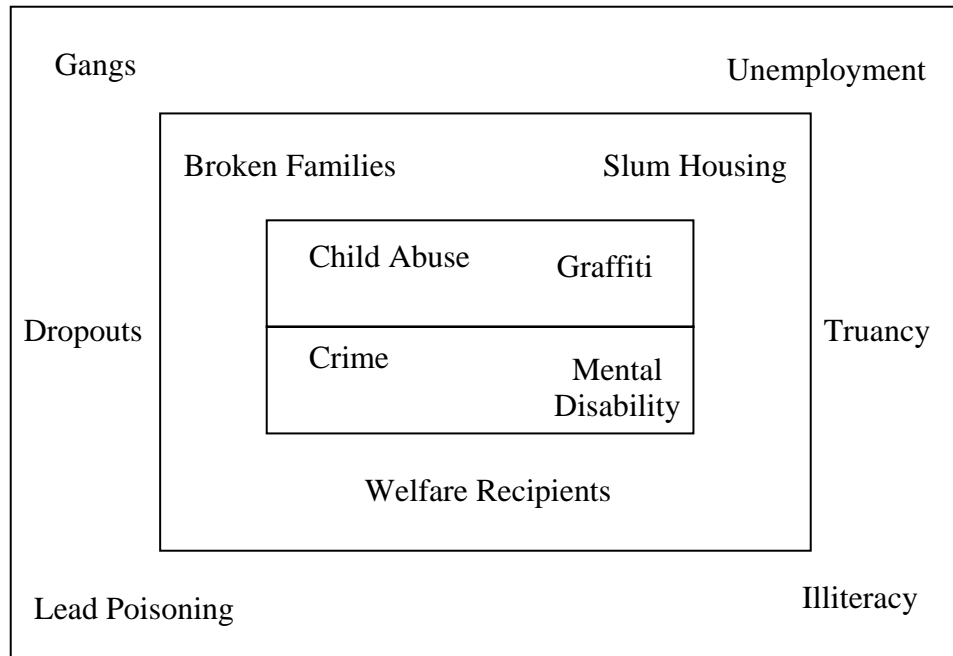 Gangs
Unemployment
Broken Families
Slum Housing
Child Abuse
Graffiti
Dropouts
Truancy
Crime
Mental
Disability
Welfare Recipients
Lead Poisoning
Illiteracy